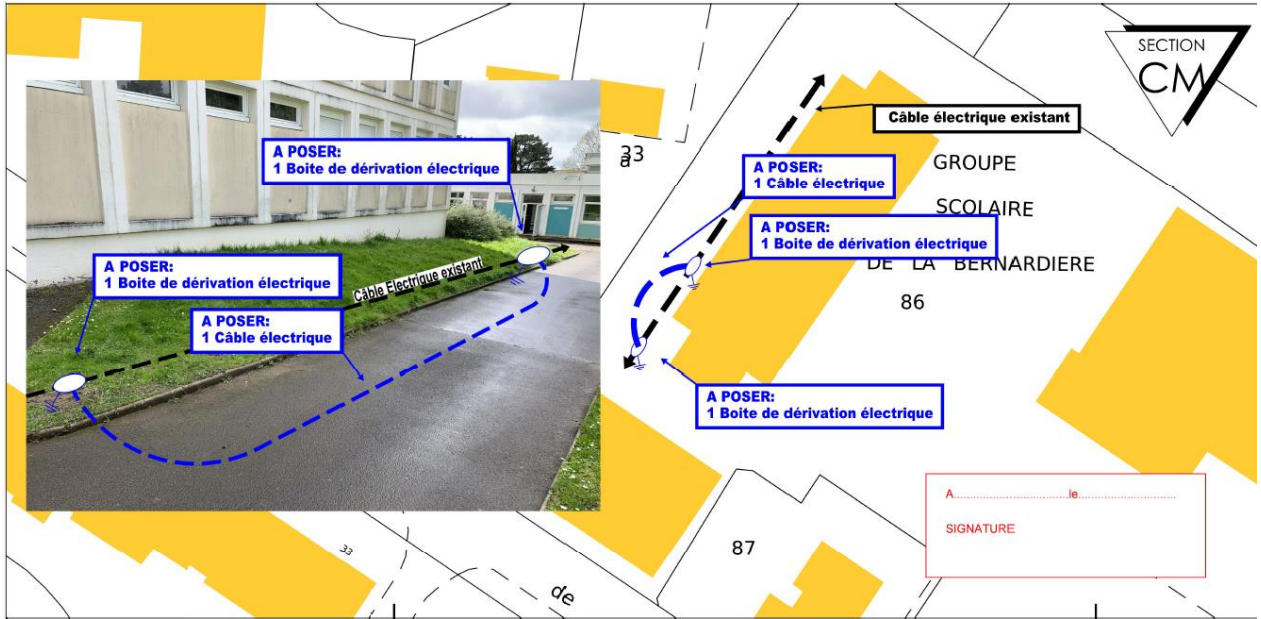 A POSER:
1 Boite de dérivation électrique
A POSER:
1 Boite de dérivation électrique
Câble Electrique existant
A POSER:
1 Câble électrique
SECTION
CM
Câble électrique existant
33
a
A POSER:
1 Câble électrique
GROUPE
SCOLAIRE
A POSER:
1 Boite de dérivation électrique
DE LA BERNARDIERE
86
A POSER:
1 Boite de dérivation électrique
A le
SIGNATURE
87
33
de